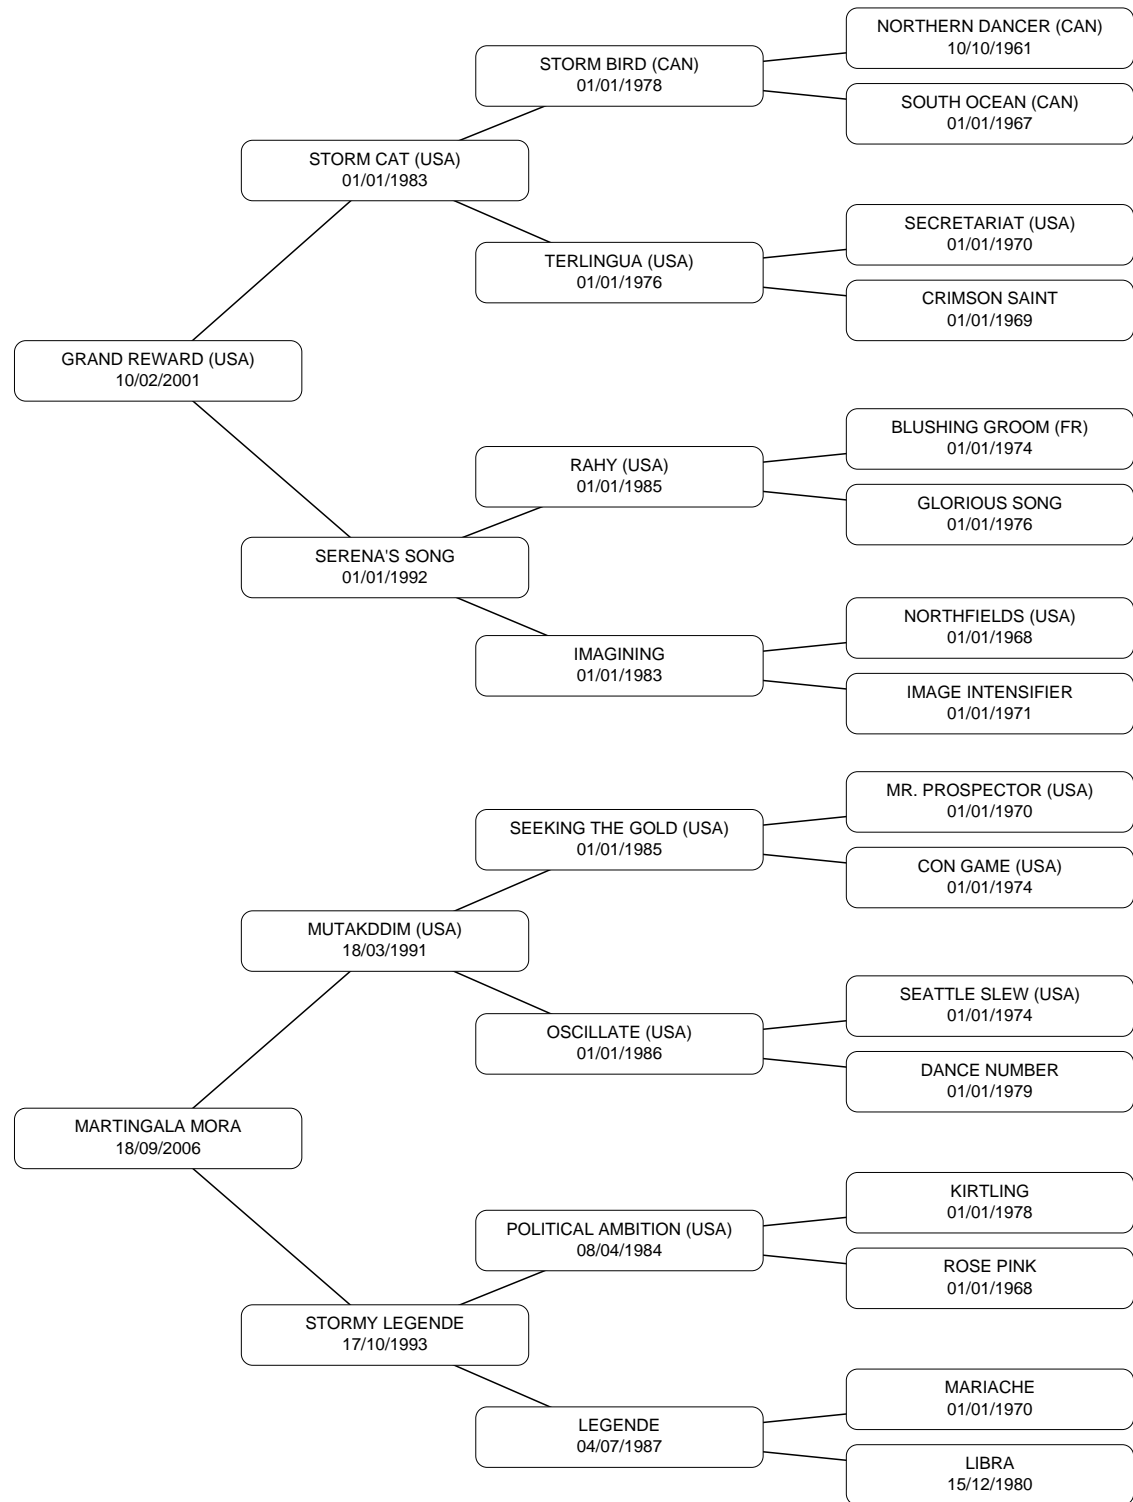 NORTHERN DANCER (CAN)
10/10/1961
STORM BIRD (CAN)
01/01/1978
SOUTH OCEAN (CAN)
01/01/1967
STORM CAT (USA)
01/01/1983
SECRETARIAT (USA)
01/01/1970
TERLINGUA (USA)
01/01/1976
CRIMSON SAINT
01/01/1969
GRAND REWARD (USA)
10/02/2001
BLUSHING GROOM (FR)
01/01/1974
RAHY (USA)
01/01/1985
GLORIOUS SONG
01/01/1976
SERENA'S SONG
01/01/1992
NORTHFIELDS (USA)
01/01/1968
IMAGINING
01/01/1983
IMAGE INTENSIFIER
01/01/1971
MR. PROSPECTOR (USA)
01/01/1970
SEEKING THE GOLD (USA)
01/01/1985
CON GAME (USA)
01/01/1974
MUTAKDDIM (USA)
18/03/1991
SEATTLE SLEW (USA)
01/01/1974
OSCILLATE (USA)
01/01/1986
DANCE NUMBER
01/01/1979
MARTINGALA MORA
18/09/2006
KIRTLING
01/01/1978
POLITICAL AMBITION (USA)
08/04/1984
ROSE PINK
01/01/1968
STORMY LEGENDE
17/10/1993
MARIACHE
01/01/1970
LEGENDE
04/07/1987
LIBRA
15/12/1980